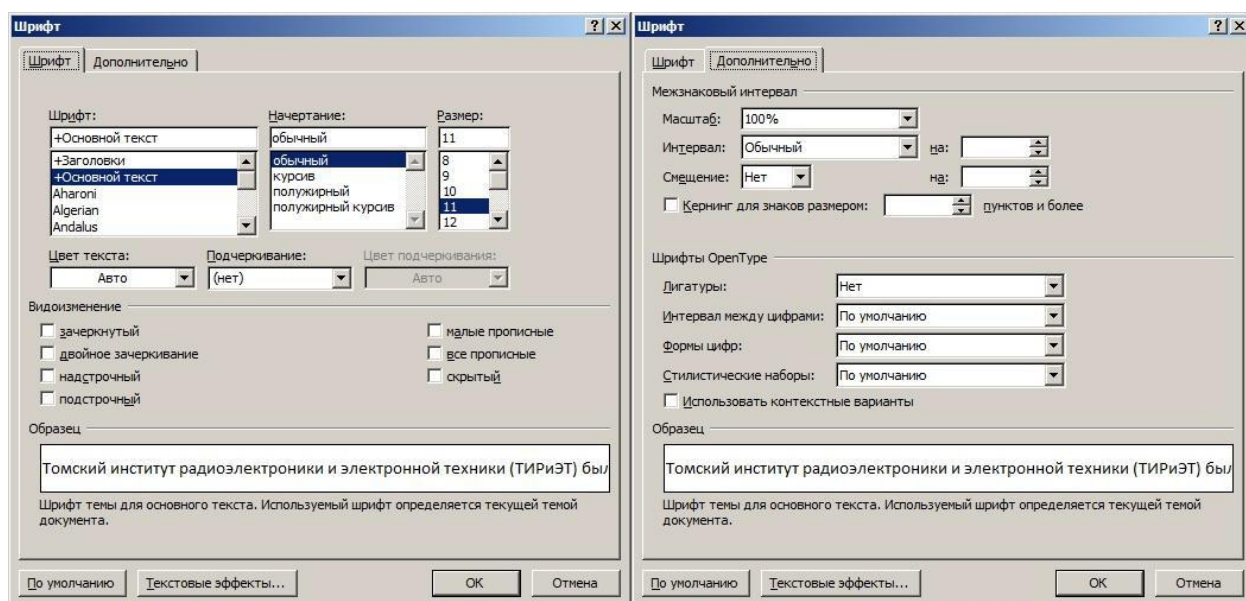 Шрифт
Шрифт Дополнительно
Шрифт: Начертание: Размер:
+Основной текст обычный 11
+Заголовки обычный 8
+Основной текст курсив 9
Aharoni полужирный 10
Algerian полужирный курсив 11
Andalus 12
Цвет текста: Подчеркивание: Цвет подчеркивания:
Авто (нет) Авто
Видоизменение
зачеркнутый малые прописные
двойное зачеркивание все прописные
надстрочный скрытый
подстрочный
Образец
Томский институт радиоэлектроники и электронной техники (ТИРиЭТ) был
Шрифт темы для основного текста. Используемый шрифт определяется текущей темой
документа.
По умолчанию Текстовые эффекты... ОК Отмена
Шрифт
Шрифт Дополнительно
Межзнаковый интервал
Масштаб: 100%
Интервал: Обычный на:
Смещение: Нет на:
Кернинг для знаков размером: пунктов и более
Шрифты OpenType
Лигатуры: Нет
Интервал между цифрами: По умолчанию
Формы цифр: По умолчанию
Стилистические наборы: По умолчанию
Использовать контекстные варианты
Образец
Томский институт радиоэлектроники и электронной техники (ТИРиЭТ) был
Шрифт темы для основного текста. Используемый шрифт определяется текущей темой
документа.
По умолчанию Текстовые эффекты... ОК Отмена